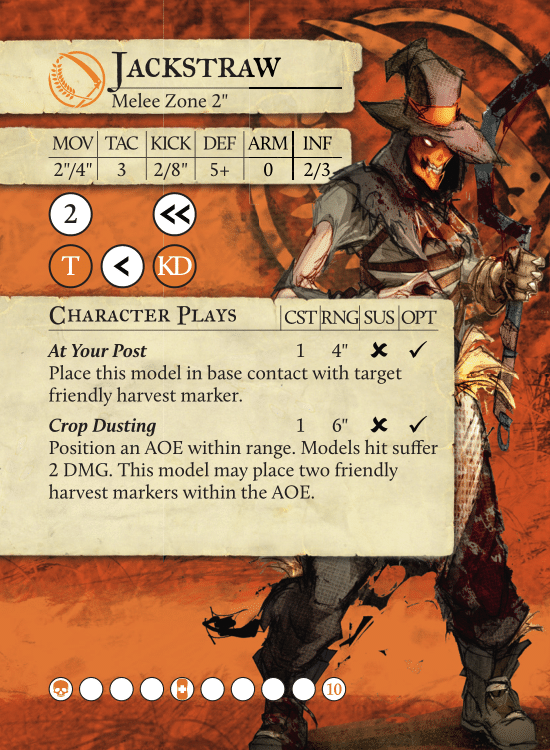 JACKSTRAW
Melee Zone 2"
MOV TAC KICK DEF ARM INF
2"/4" 3 2/8" 5+ 0 2/3
2 <<
T < KD
CHARACTER PLAYS CST RNG SUS OPT
At Your Post 1 4" ✘ ✓
Place this model in base contact with target
friendly harvest marker.
Crop Dusting 1 6" ✘ ✓
Position an AOE within range. Models hit suffer
2 DMG. This model may place two friendly
harvest markers within the AOE.
10